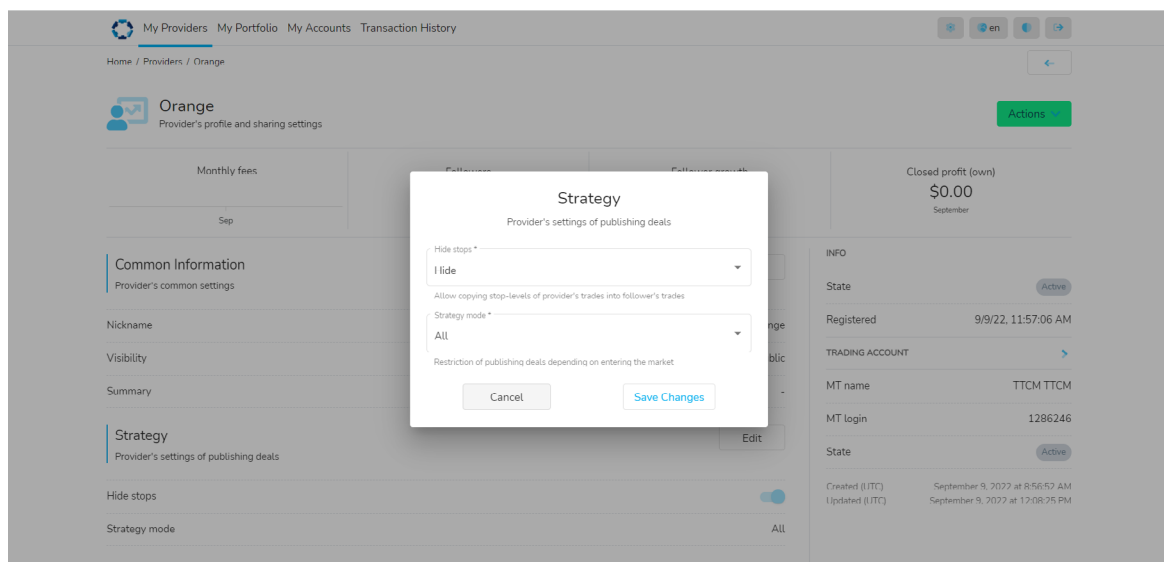 My Providers My Portfolio My Accounts Transaction History
en
Home / Providers / Orange
Orange
Provider's profile and sharing settings
Actions
Monthly fees
Followers
Follower growth
Closed profit (own)
$0.00
September
Sep
Strategy
Provider's settings of publishing deals
Hide stops *
Hide
Allow copying stop-levels of provider's trades into follower's trades
Strategy mode *
All
Restriction of publishing deals depending on entering the market
Cancel
Save Changes
Common Information
Provider's common settings
Nickname
nge
Visibility
blic
Summary
-
Strategy
Provider's settings of publishing deals
Edit
Hide stops
Strategy mode
All
INFO
State
Active
Registered
9/9/22, 11:57:06 AM
TRADING ACCOUNT
MT name
TTCM TTCM
MT login
1286246
State
Active
Created (UTC)
September 9, 2022 at 8:56:52 AM
Updated (UTC)
September 9, 2022 at 12:08:25 PM